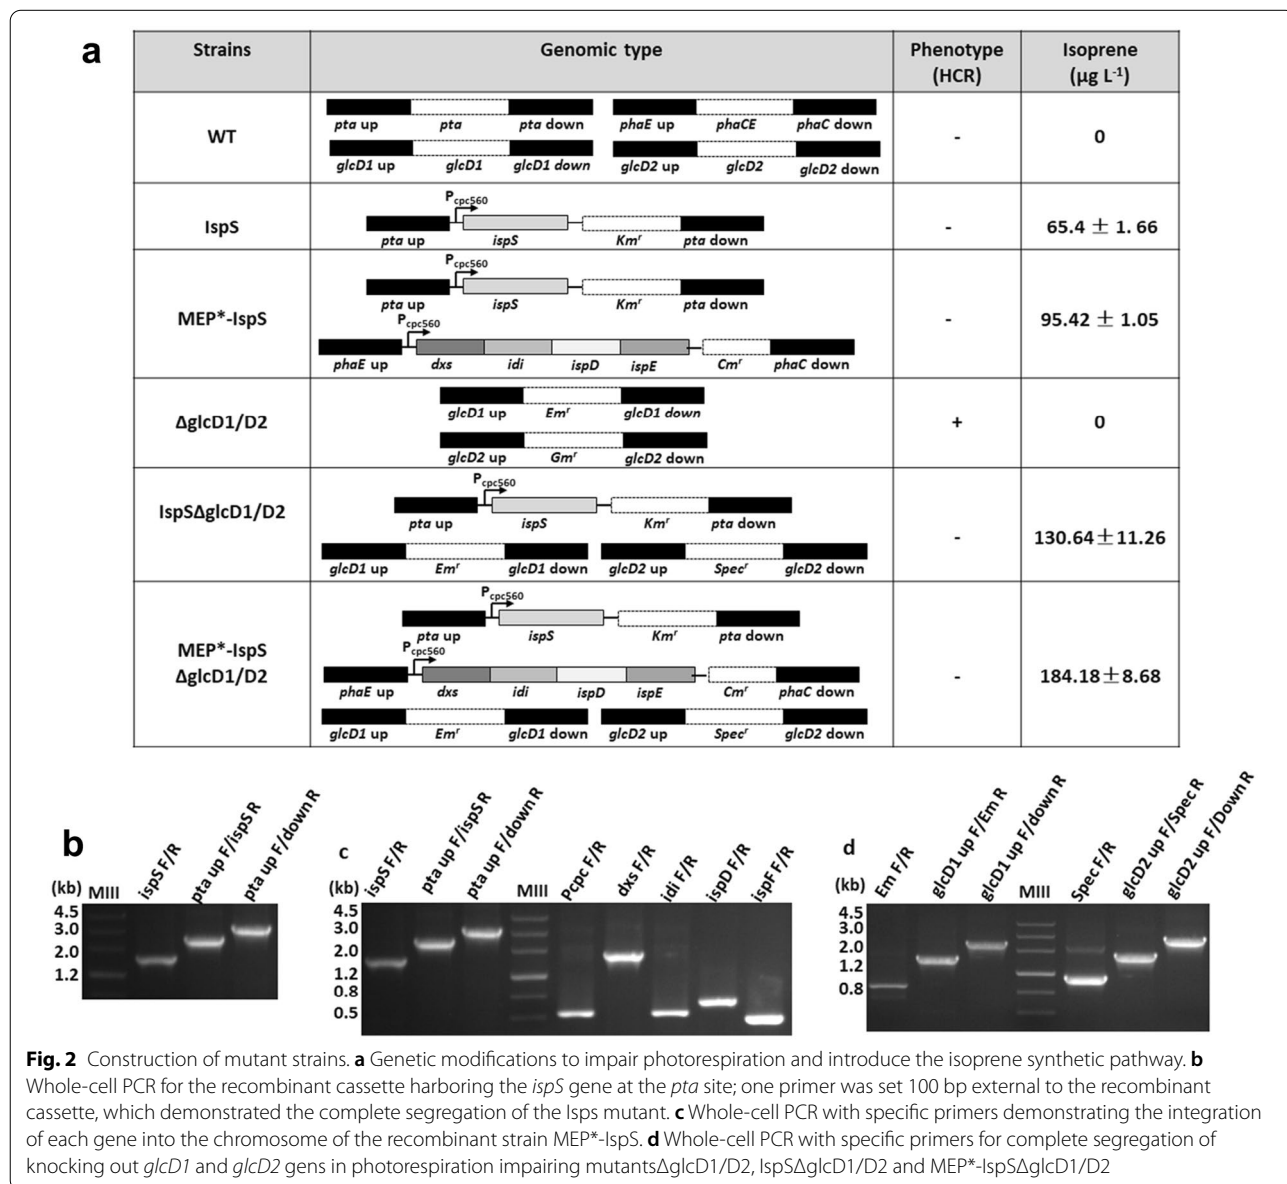 a
Strains Genomic type Phenotype (HCR) Isoprene (µg L⁻¹)
WT - 0
pta up pta pta down phaE up phaCE phaC down
glcD1 up glcD1 glcD1 down glcD2 up glcD2 glcD2 down
IspS - 65.4 ± 1. 66
Pcpc560
pta up ispS Kmʳ pta down
MEP*-IspS - 95.42 ± 1.05
Pcpc560
pta up ispS Kmʳ pta down
Pcpc560
phaE up dxs idi ispD ispE Cmʳ phaC down
ΔglcD1/D2 + 0
glcD1 up Emʳ glcD1 down
glcD2 up Gmʳ glcD2 down
IspSΔglcD1/D2 - 130.64±11.26
Pcpc560
pta up ispS Kmʳ pta down
glcD1 up Emʳ glcD1 down glcD2 up Specʳ glcD2 down
MEP*-IspS ΔglcD1/D2 - 184.18±8.68
Pcpc560
pta up ispS Kmʳ pta down
Pcpc560
phaE up dxs idi ispD ispE Cmʳ phaC down
glcD1 up Emʳ glcD1 down glcD2 up Specʳ glcD2 down
b
(kb) MIII ispS F/R pta up F/ispS R pta up F/down R
4.5
3.0
2.0
1.2
c
(kb) ispS F/R pta up F/ispS R pta up F/down R MIII Pcpc F/R dxs F/R idi F/R ispD F/R ispF F/R
4.5
3.0
2.0
1.2
0.8
0.5
d
(kb) Em F/R glcD1 up F/Em R glcD1 up F/down R MIII Spec F/R glcD2 up F/Spec R glcD2 up F/Down R
4.5
3.0
2.0
1.2
0.8
Fig. 2 Construction of mutant strains. a Genetic modifications to impair photorespiration and introduce the isoprene synthetic pathway. b
Whole-cell PCR for the recombinant cassette harboring the ispS gene at the pta site; one primer was set 100 bp external to the recombinant
cassette, which demonstrated the complete segregation of the Isps mutant. c Whole-cell PCR with specific primers demonstrating the integration
of each gene into the chromosome of the recombinant strain MEP*-IspS. d Whole-cell PCR with specific primers for complete segregation of
knocking out glcD1 and glcD2 gens in photorespiration impairing mutantsΔglcD1/D2, IspSΔglcD1/D2 and MEP*-IspSΔglcD1/D2